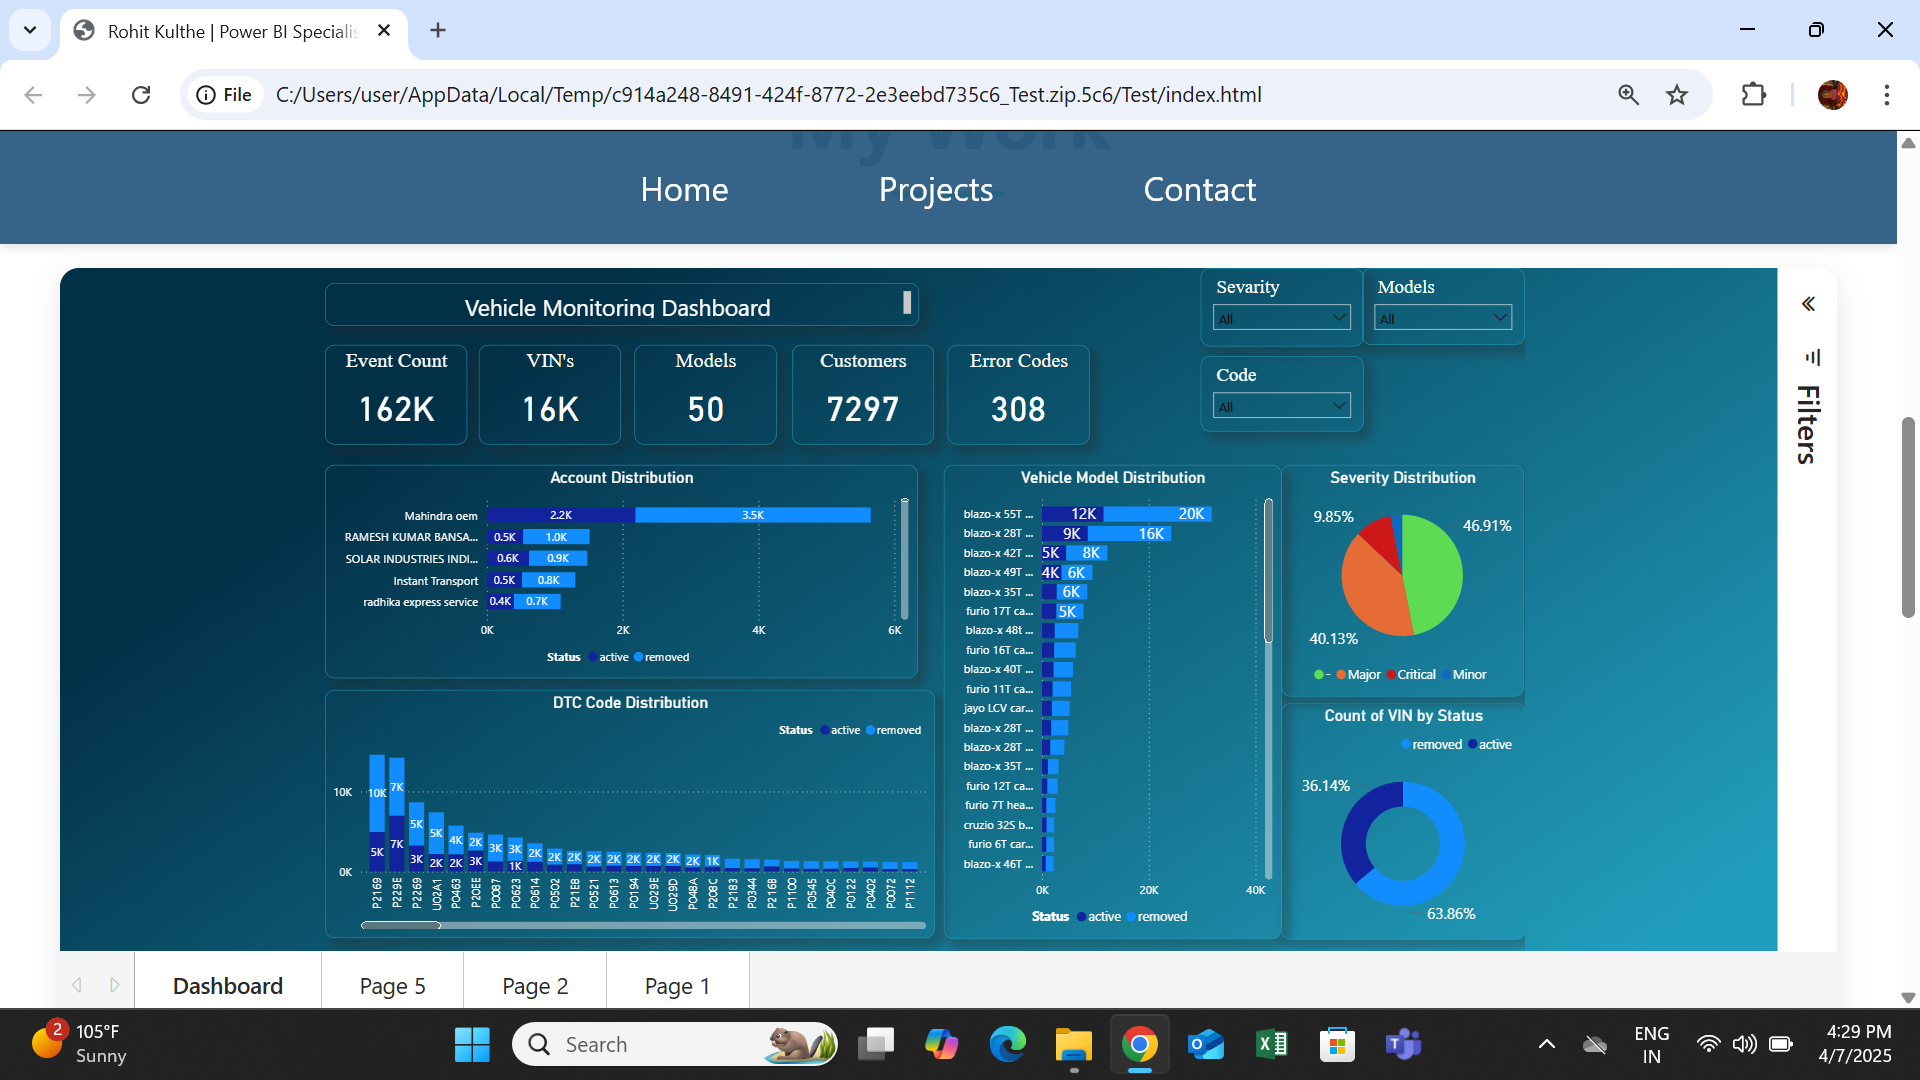 Rohit Kulthe | Power BI Specialis
File
C:/Users/user/AppData/Local/Temp/c914a248-8491-424f-8772-2e3eebd735c6_Test.zip.5c6/Test/index.html
My Work
Home Projects Contact
Vehicle Monitoring Dashboard
Sevarity
All
Models
All
Code
All
Event Count
162K
VIN's
16K
Models
50
Customers
7297
Error Codes
308
Filters
Account Distribution
Mahindra oem 2.2K 3.5K
RAMESH KUMAR BANSA... 0.5K 1.0K
SOLAR INDUSTRIES INDI... 0.6K 0.9K
Instant Transport 0.5K 0.8K
radhika express service 0.4K 0.7K
0K 2K 4K 6K
Status active removed
Vehicle Model Distribution
blazo-x 55T ... 12K 20K
blazo-x 28T ... 9K 16K
blazo-x 42T ... 5K 8K
blazo-x 49T ... 4K 6K
blazo-x 35T ... 6K
furio 17T ca... 5K
blazo-x 48t ...
furio 16T ca...
blazo-x 40T ...
furio 11T ca...
jayo LCV car...
blazo-x 28T ...
blazo-x 28T ...
blazo-x 35T ...
furio 12T ca...
furio 7T hea...
cruzio 32S b...
furio 6T car...
blazo-x 46T ...
0K 20K 40K
Status active removed
Severity Distribution
9.85%
46.91%
40.13%
- Major Critical Minor
DTC Code Distribution
Status active removed
10K
0K
10K 7K 5K 5K 4K 2K 3K 3K 2K 2K 2K 2K 2K 2K 2K 2K 2K 1K
5K 7K 3K 2K 2K 3K 1K
P2169 P229E P2269 U02A1 P0463 P20EE P0087 P0623 P0614 P0502 P21EB P0521 P0613 P0194 U029E U029D P048A P208C P2183 P0344 P216B P1100 P0545 P040C P0122 P0402 P0072 P1112
Count of VIN by Status
removed active
36.14%
63.86%
Dashboard Page 5 Page 2 Page 1
2
105°F
Sunny
Search
ENG
IN
4:29 PM
4/7/2025